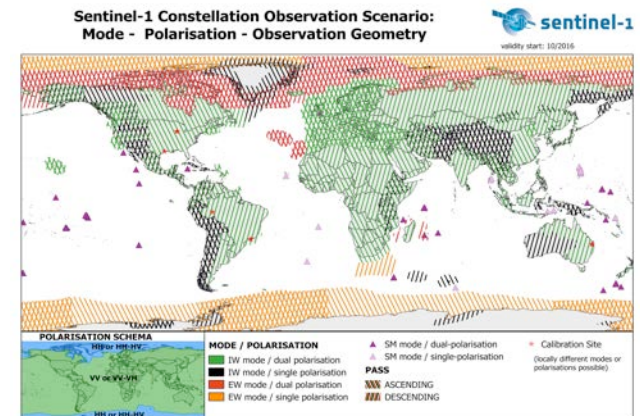 Sentinel-1 Constellation Observation Scenario:
Mode - Polarisation - Observation Geometry
sentinel-1
validity start: 10/2016
POLARISATION SCHEMA
HH or HH-HV
VV or VV-VH
HH or HH-HV
MODE / POLARISATION
IW mode / dual polarisation
IW mode / single polarisation
EW mode / dual polarisation
EW mode / single polarisation
SM mode / dual-polarisation
SM mode / single-polarisation
PASS
ASCENDING
DESCENDING
Calibration Site
(locally different modes or
polarisations possible)